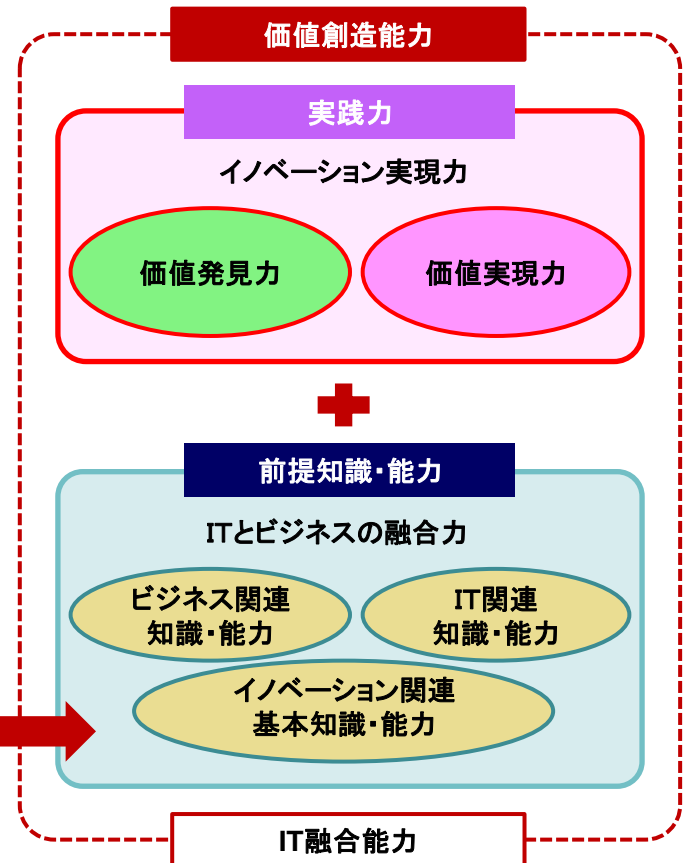 価値創造能力
実践力
イノベーション実現力
価値発見力
価値実現力
前提知識・能力
ITとビジネスの融合力
ビジネス関連
知識・能力
IT関連
知識・能力
イノベーション関連
基本知識・能力
IT融合能力